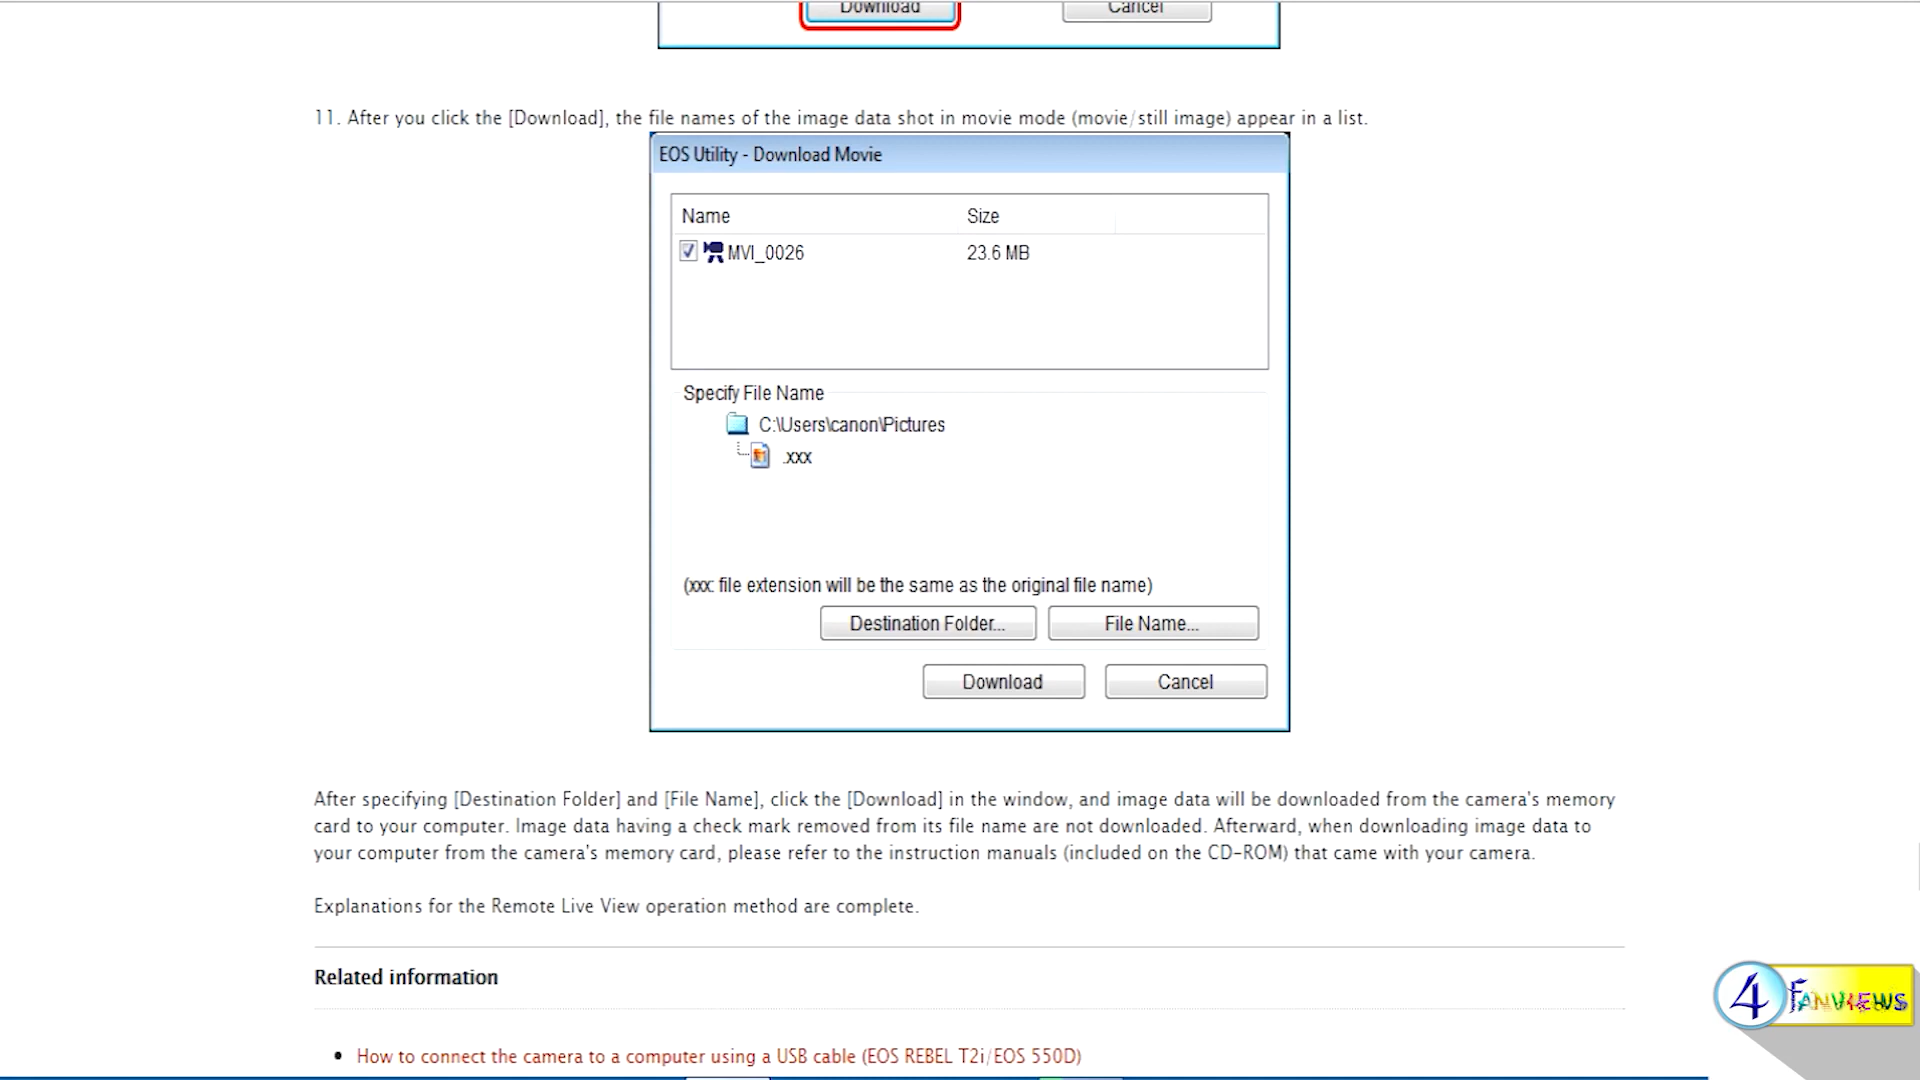 Download Cancel
11. After you click the [Download], the file names of the image data shot in movie mode (movie/still image) appear in a list.
EOS Utility - Download Movie
Name Size
MVI_0026 23.6 MB
Specify File Name
C:\Users\canon\Pictures
.xxx
(xxx: file extension will be the same as the original file name)
Destination Folder... File Name...
Download Cancel
After specifying [Destination Folder] and [File Name], click the [Download] in the window, and image data will be downloaded from the camera's memory
card to your computer. Image data having a check mark removed from its file name are not downloaded. Afterward, when downloading image data to
your computer from the camera's memory card, please refer to the instruction manuals (included on the CD-ROM) that came with your camera.
Explanations for the Remote Live View operation method are complete.
Related information
4 FANVIEWS
• How to connect the camera to a computer using a USB cable (EOS REBEL T2i/EOS 550D)